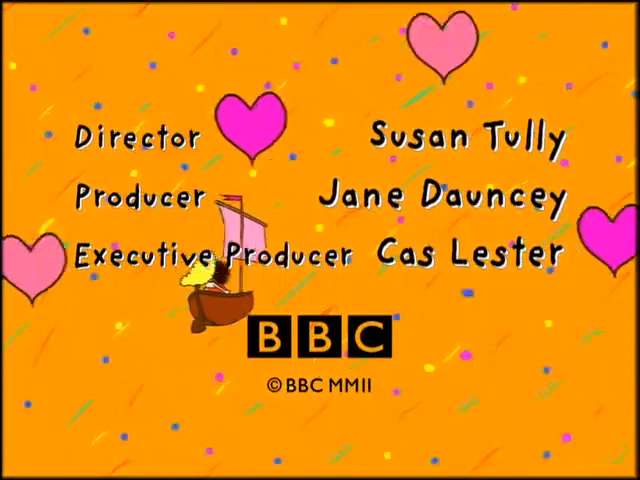 Director Susan Tully
Producer Jane Dauncey
Executive Producer Cas Lester
BBC
© BBC MMII